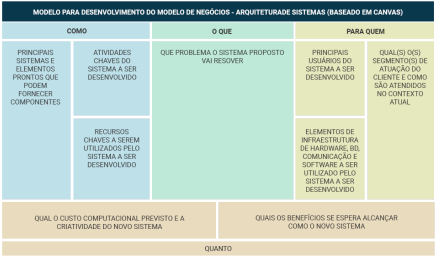 MODELO PARA DESENVOLVIMENTO DO MODELO DE NEGÓCIOS - ARQUITETURADE SISTEMAS (BASEADO EM CANVAS)
COMO
O QUE
PARA QUEM
PRINCIPAIS
SISTEMAS E
ELEMENTOS
PRONTOS QUE
PODEM
FORNECER
COMPONENTES
ATIVIDADES
CHAVES DO
SISTEMA A SER
DESENVOLVIDO
RECURSOS
CHAVES A SEREM
UTILIZADOS PELO
SISTEMA A SER
DESENVOLVIDO
QUE PROBLEMA O SISTEMA PROPOSTO
VAI RESOVER
PRINCIPAIS
USUÁRIOS DO
SISTEMA A SER
DESENVOLVIDO
ELEMENTOS DE
INFRAESTRUTURA
DE HARDWARE, BD,
COMUNICAÇÃO E
SOFTWARE A SER
UTILIZADO PELO
SISTEMA A SER
DESENVOLVIDO
QUAL(S) O(S)
SEGMENTO(S) DE
ATUAÇÃO DO
CLIENTE E COMO
SÃO ATENDIDOS
NO CONTEXTO
ATUAL
QUAL O CUSTO COMPUTACIONAL PREVISTO E A
CRIATIVIDADE DO NOVO SISTEMA
QUAIS OS BENEFÍCIOS SE ESPERA ALCANÇAR
COMO O NOVO SISTEMA
QUANTO